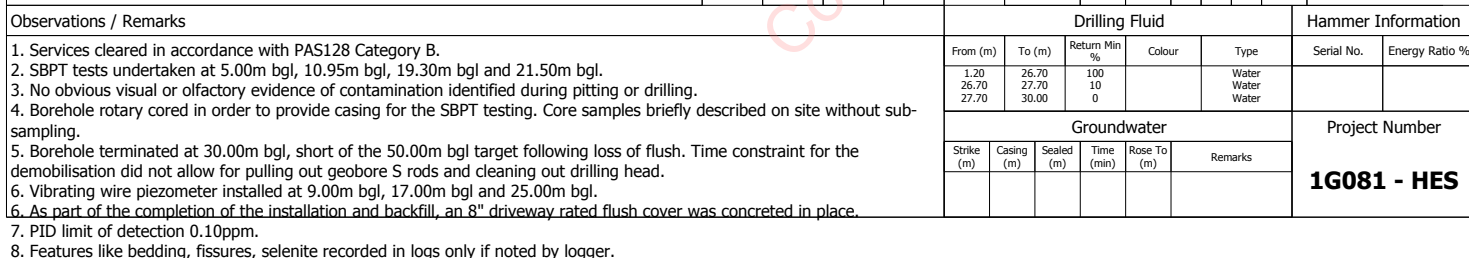 Observations / Remarks
1. Services cleared in accordance with PAS128 Category B.
2. SBPT tests undertaken at 5.00m bgl, 10.95m bgl, 19.30m bgl and 21.50m bgl.
3. No obvious visual or olfactory evidence of contamination identified during pitting or drilling.
4. Borehole rotary cored in order to provide casing for the SBPT testing. Core samples briefly described on site without sub-
sampling.
5. Borehole terminated at 30.00m bgl, short of the 50.00m bgl target following loss of flush. Time constraint for the
demobilisation did not allow for pulling out geobore S rods and cleaning out drilling head.
6. Vibrating wire piezometer installed at 9.00m bgl, 17.00m bgl and 25.00m bgl.
6. As part of the completion of the installation and backfill, an 8" driveway rated flush cover was concreted in place.
7. PID limit of detection 0.10ppm.
8. Features like bedding, fissures, selenite recorded in logs only if noted by logger.
Drilling Fluid
From (m) To (m) Return Min % Colour Type
1.20 26.70 100 Water
26.70 27.70 10 Water
27.70 30.00 0 Water
Groundwater
Strike (m) Casing (m) Sealed (m) Time (min) Rose To (m) Remarks
Hammer Information
Serial No. Energy Ratio %
Project Number
1G081 - HES